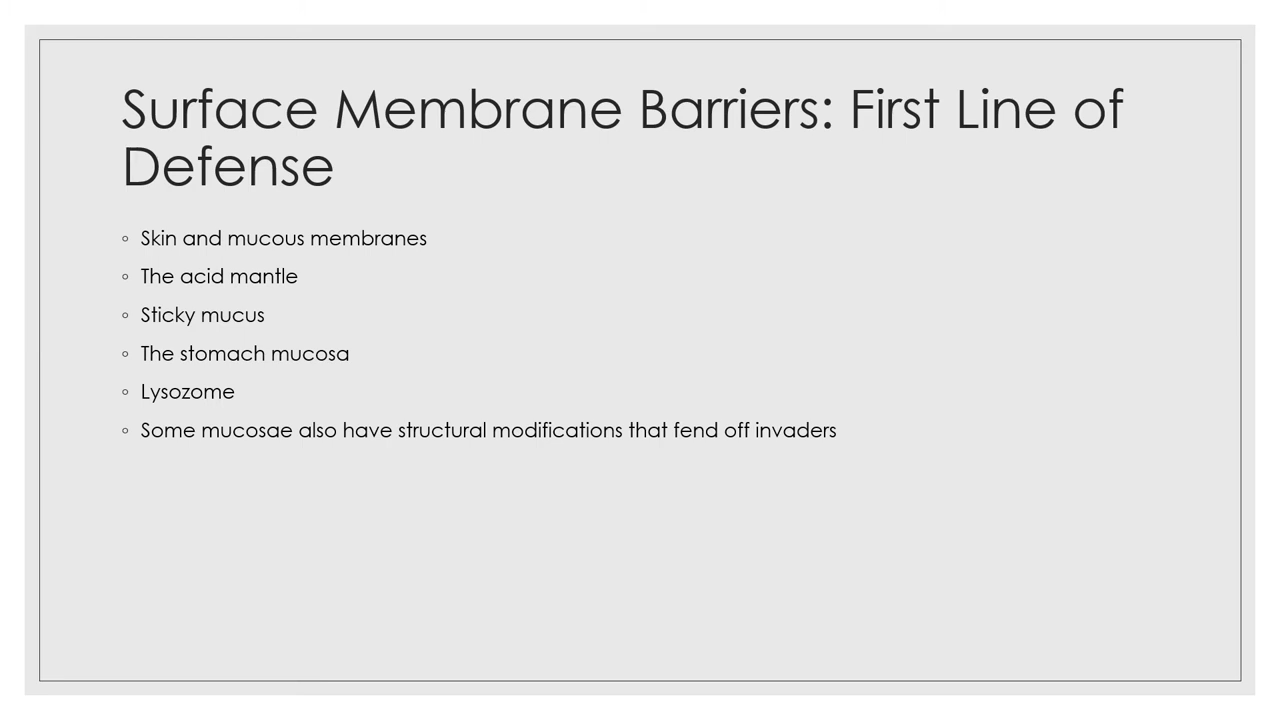 Surface Membrane Barriers: First Line of
Defense
◦ Skin and mucous membranes
◦ The acid mantle
◦ Sticky mucus
◦ The stomach mucosa
◦ Lysozome
◦ Some mucosae also have structural modifications that fend off invaders